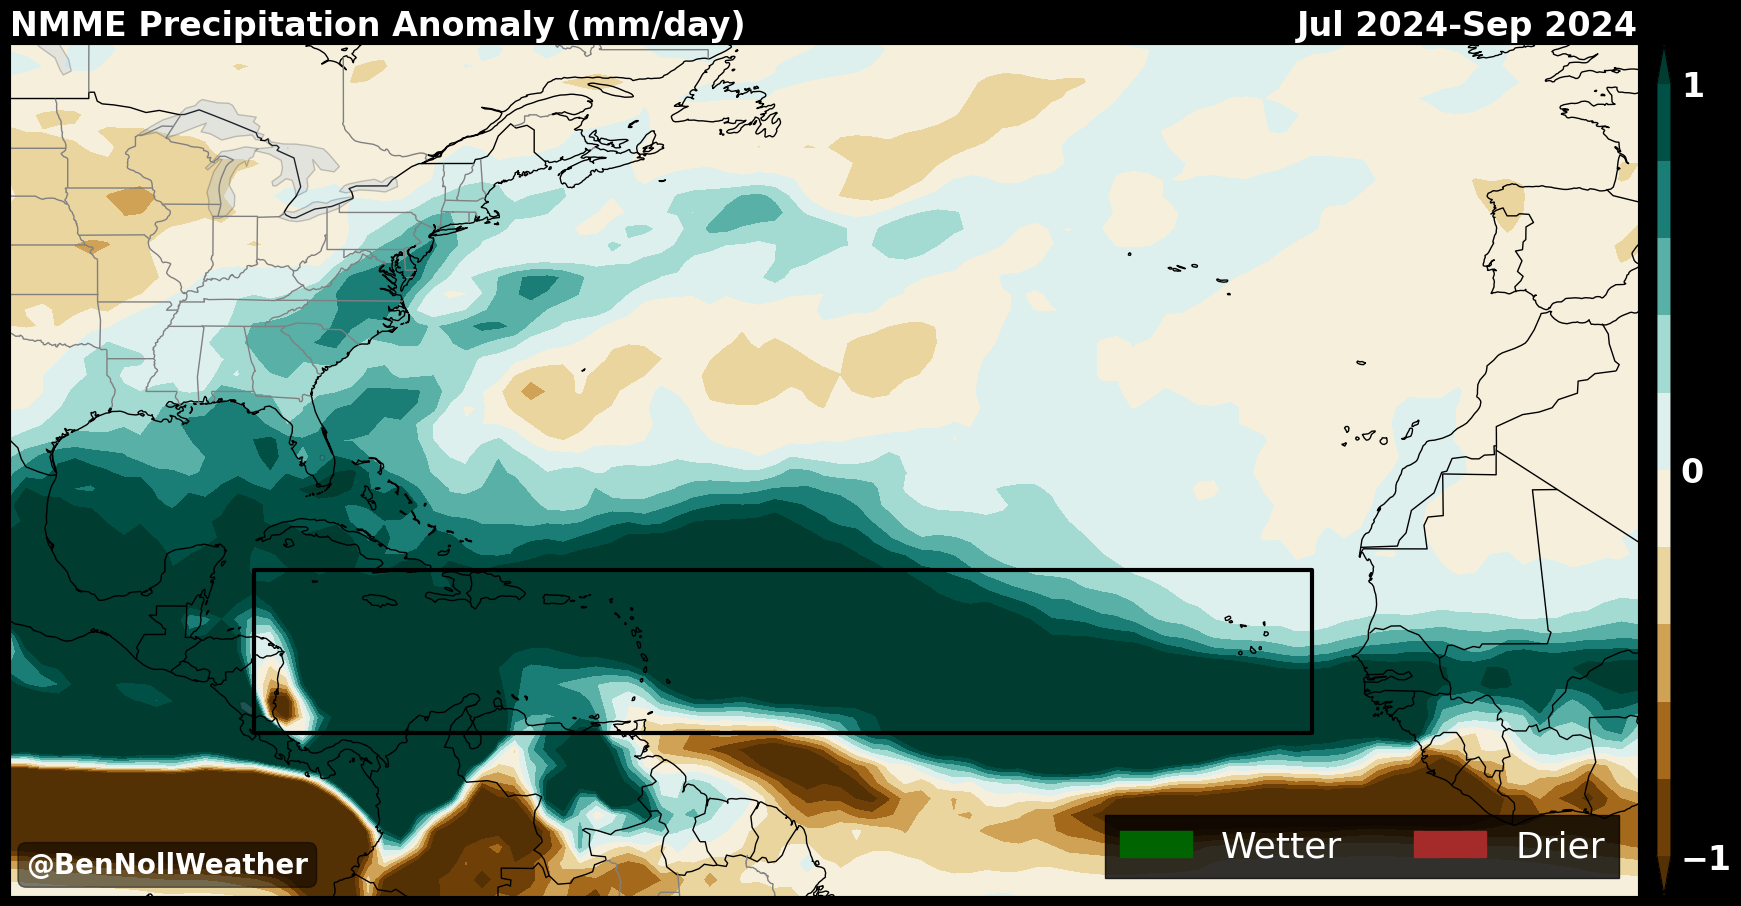 NMME Precipitation Anomaly (mm/day)
Jul 2024-Sep 2024
1
0
−1
Wetter
Drier
@BenNollWeather